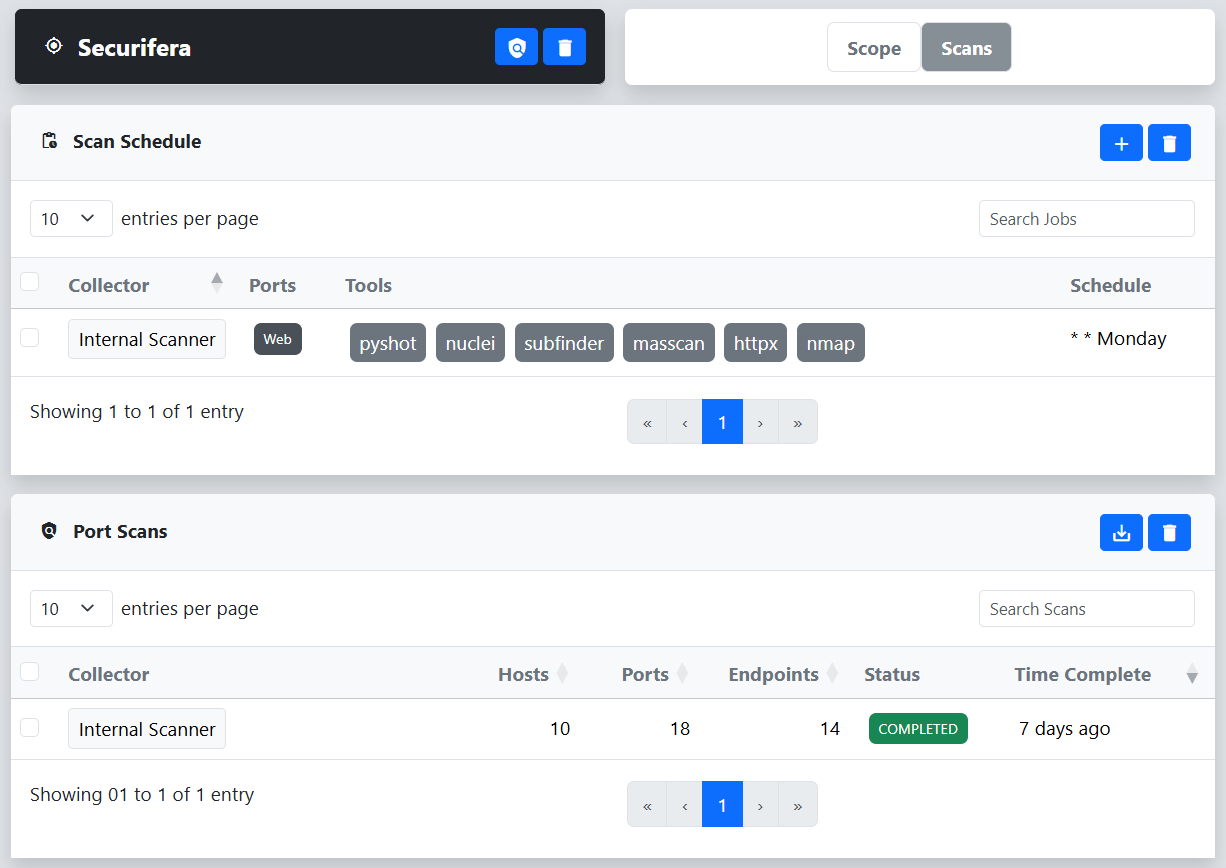 Securifera
Scope Scans
Scan Schedule
10 entries per page Search Jobs
Collector Ports Tools Schedule
Internal Scanner Web pyshot nuclei subfinder masscan httpx nmap * * Monday
Showing 1 to 1 of 1 entry « ‹ 1 › »
Port Scans
10 entries per page Search Scans
Collector Hosts Ports Endpoints Status Time Complete
Internal Scanner 10 18 14 COMPLETED 7 days ago
Showing 01 to 1 of 1 entry « ‹ 1 › »